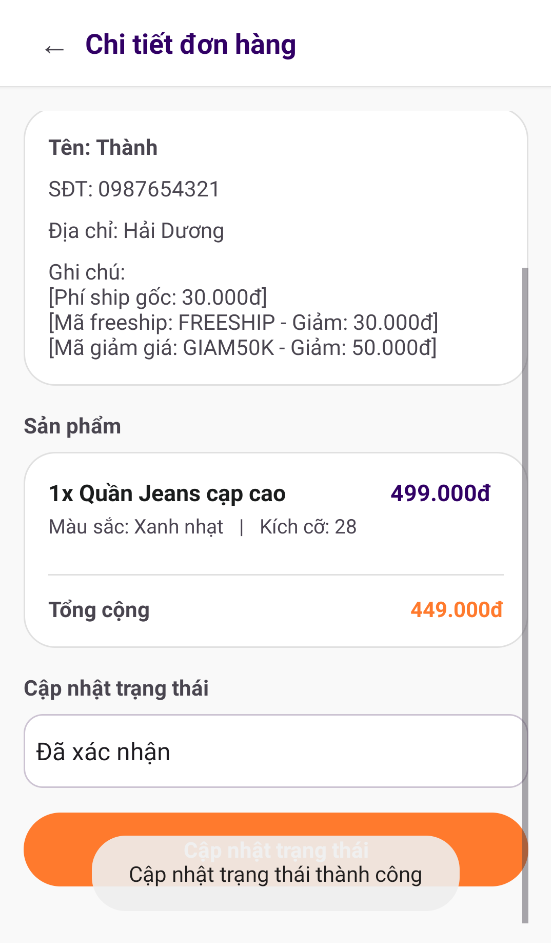 ← Chi tiết đơn hàng
Tên: Thành
SĐT: 0987654321
Địa chỉ: Hải Dương
Ghi chú:
[Phí ship gốc: 30.000đ]
[Mã freeship: FREESHIP - Giảm: 30.000đ]
[Mã giảm giá: GIAM50K - Giảm: 50.000đ]
Sản phẩm
1x Quần Jeans cạp cao 499.000đ
Màu sắc: Xanh nhạt | Kích cỡ: 28
Tổng cộng 449.000đ
Cập nhật trạng thái
Đã xác nhận
Cập nhật trạng thái
Cập nhật trạng thái thành công